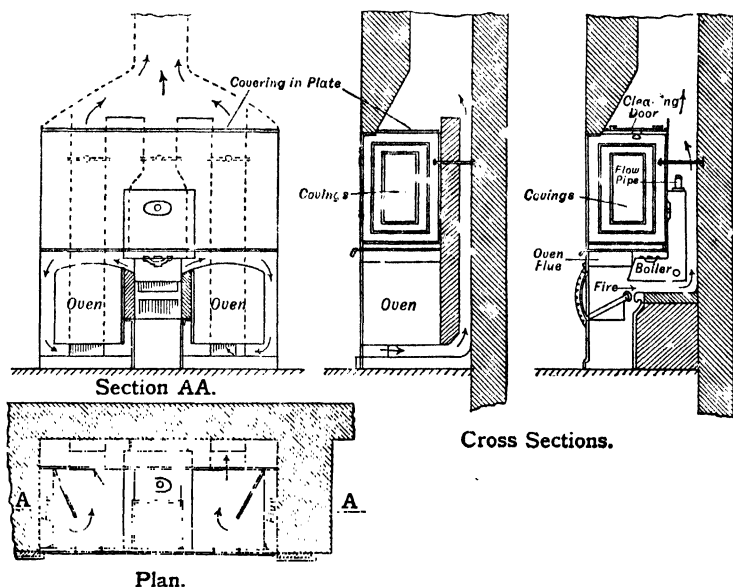 Covering in Plate
Oven
Oven
Section AA.
Covings
Oven
Cleaning
Door
Flow
Pipe
Covings
Oven
Flue
Boiler
Fire
Cross Sections.
A
A
Plan.